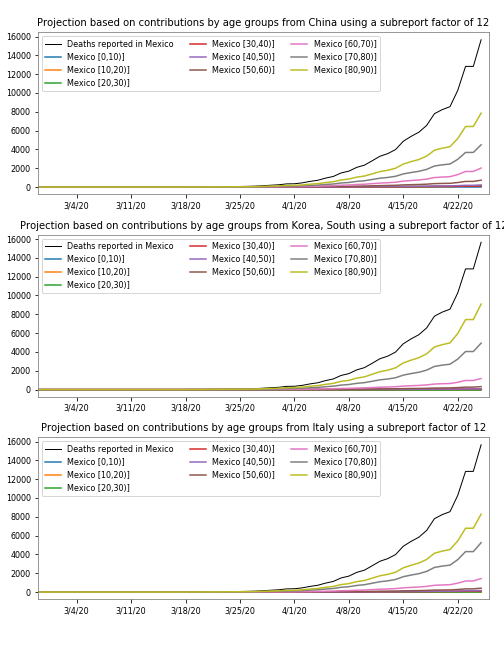 Projection based on contributions by age groups from China using a subreport factor of 12
16000
14000
12000
10000
8000
6000
4000
2000
0
Deaths reported in Mexico
Mexico [0,10)]
Mexico [10,20)]
Mexico [20,30)]
Mexico [30,40)]
Mexico [40,50)]
Mexico [50,60)]
Mexico [60,70)]
Mexico [70,80)]
Mexico [80,90)]
3/4/20 3/11/20 3/18/20 3/25/20 4/1/20 4/8/20 4/15/20 4/22/20
Projection based on contributions by age groups from Korea, South using a subreport factor of 12
16000
14000
12000
10000
8000
6000
4000
2000
0
Deaths reported in Mexico
Mexico [0,10)]
Mexico [10,20)]
Mexico [20,30)]
Mexico [30,40)]
Mexico [40,50)]
Mexico [50,60)]
Mexico [60,70)]
Mexico [70,80)]
Mexico [80,90)]
3/4/20 3/11/20 3/18/20 3/25/20 4/1/20 4/8/20 4/15/20 4/22/20
Projection based on contributions by age groups from Italy using a subreport factor of 12
16000
14000
12000
10000
8000
6000
4000
2000
0
Deaths reported in Mexico
Mexico [0,10)]
Mexico [10,20)]
Mexico [20,30)]
Mexico [30,40)]
Mexico [40,50)]
Mexico [50,60)]
Mexico [60,70)]
Mexico [70,80)]
Mexico [80,90)]
3/4/20 3/11/20 3/18/20 3/25/20 4/1/20 4/8/20 4/15/20 4/22/20